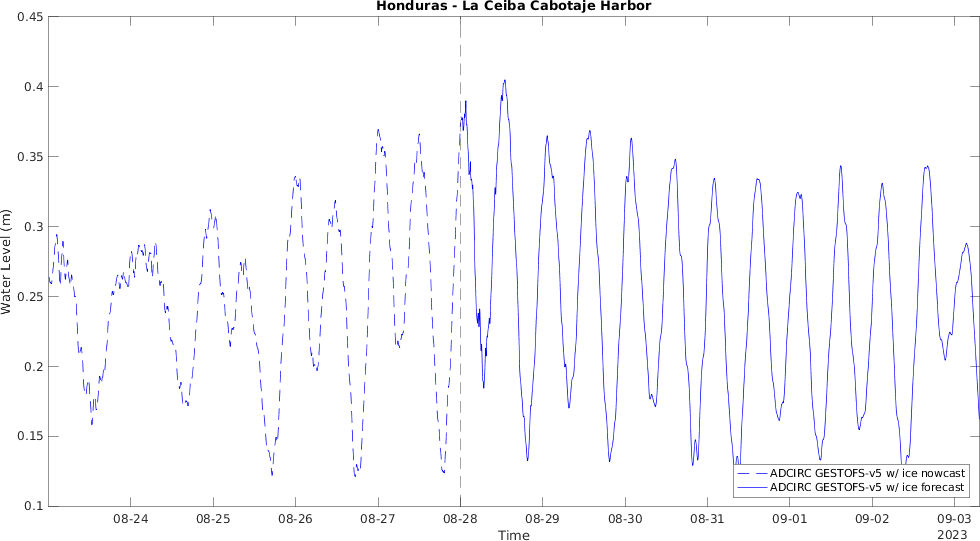 Honduras - La Ceiba Cabotaje Harbor
0.45
0.4
0.35
0.3
0.25
0.2
0.15
0.1
Water Level (m)
ADCIRC GESTOFS-v5 w/ ice nowcast
ADCIRC GESTOFS-v5 w/ ice forecast
08-24 08-25 08-26 08-27 08-28 08-29 08-30 08-31 09-01 09-02 09-03
Time 2023